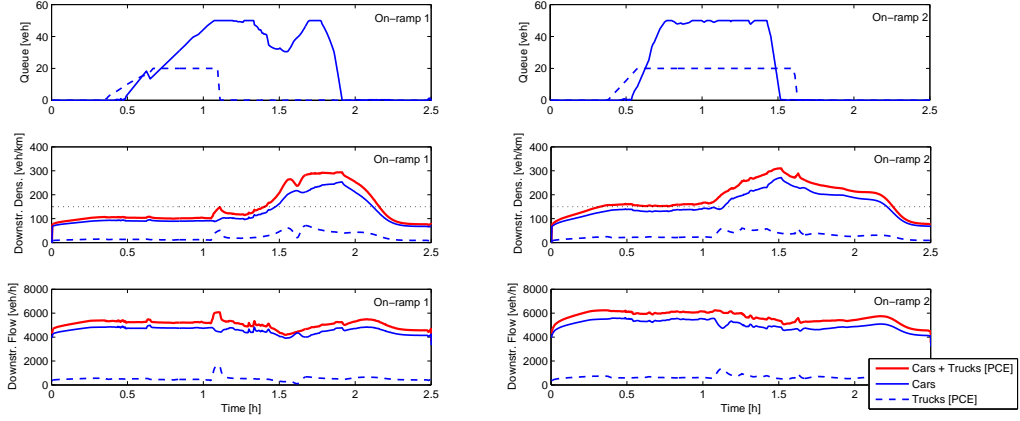 60
40
20
0
Queue [veh]
On−ramp 1
0 0.5 1 1.5 2 2.5
60
40
20
0
Queue [veh]
On−ramp 2
0 0.5 1 1.5 2 2.5
400
300
200
100
0
Downstr. Dens. [veh/km]
On−ramp 1
0 0.5 1 1.5 2 2.5
400
300
200
100
0
Downstr. Dens. [veh/km]
On−ramp 2
0 0.5 1 1.5 2 2.5
8000
6000
4000
2000
0
Downstr. Flow [veh/h]
On−ramp 1
0 0.5 1 1.5 2 2.5
Time [h]
8000
6000
4000
2000
0
Downstr. Flow [veh/h]
On−ramp 2
0 0.5 1 1.5 2
Time [h]
Cars + Trucks [PCE]
Cars
Trucks [PCE]